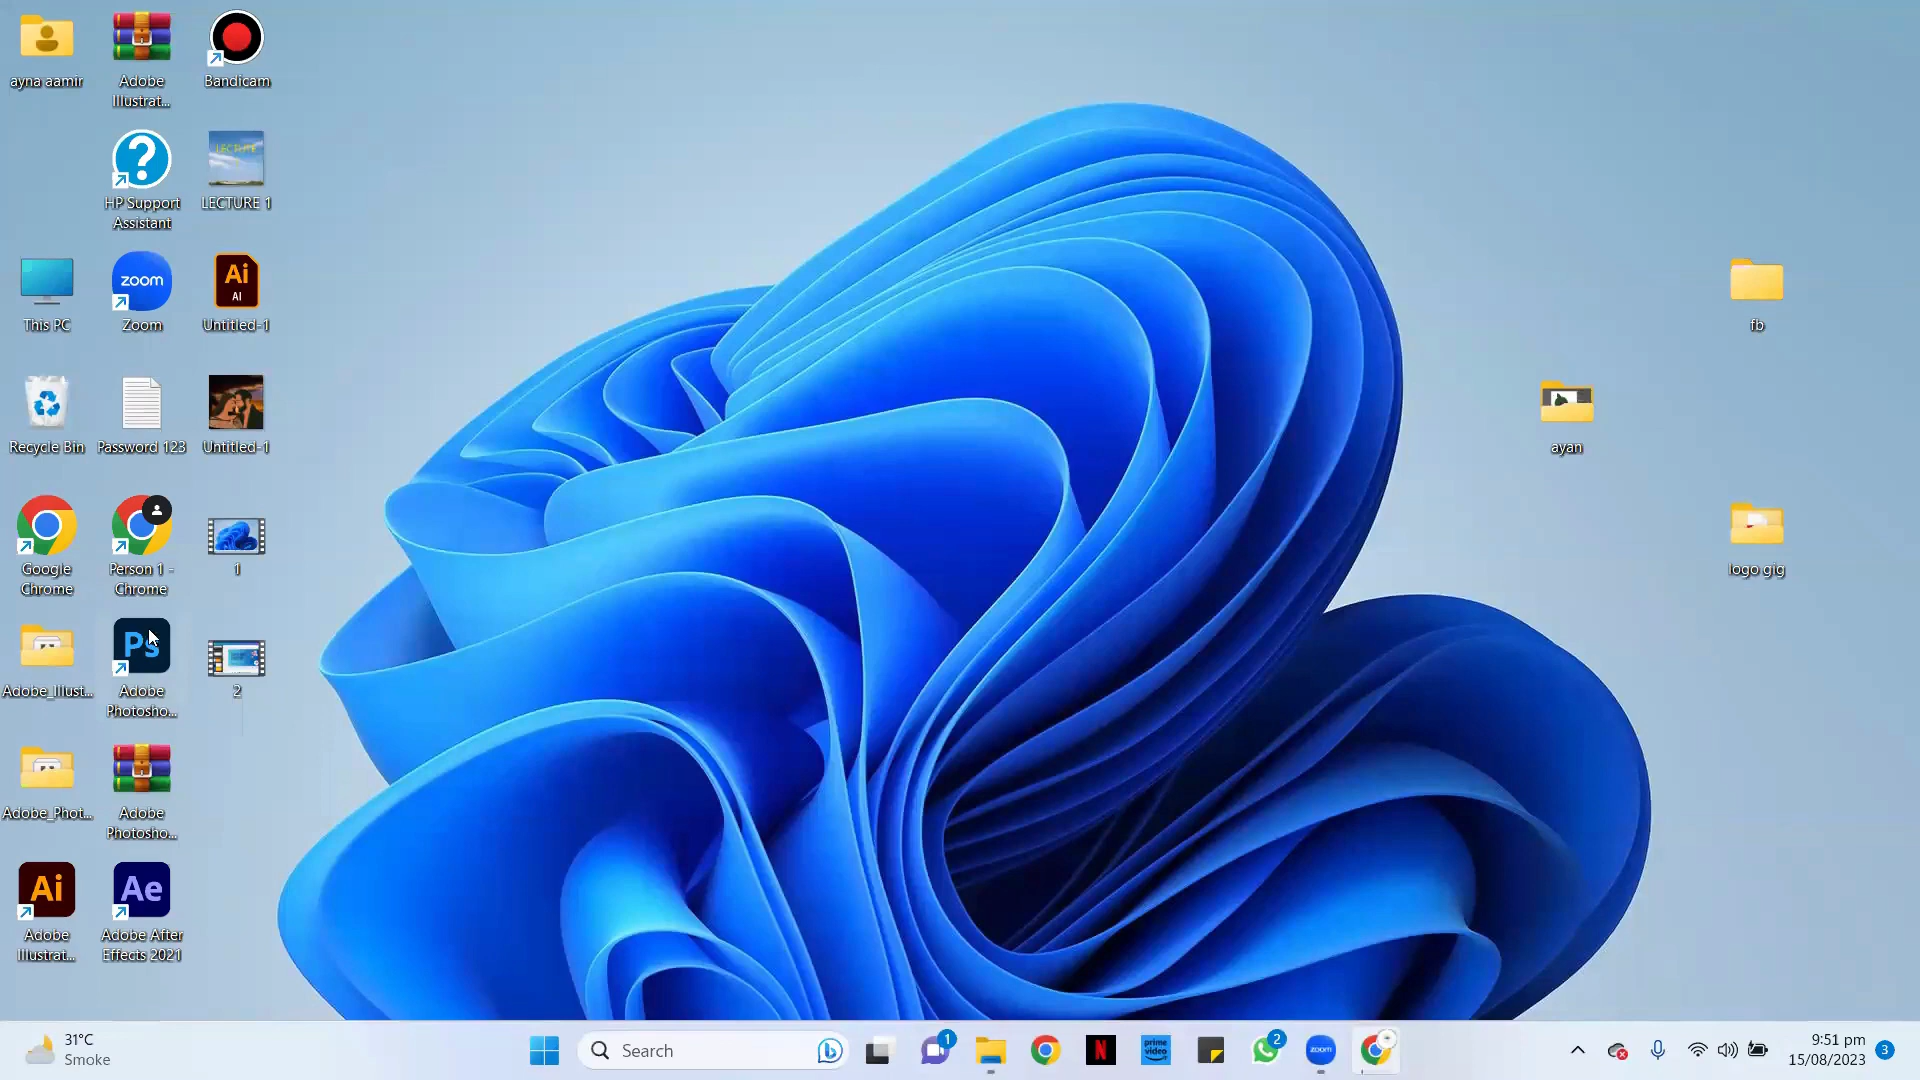 ayna aamir
Adobe
Illustrat...
Bandicam
HP Support
Assistant
LECTURE
LECTURE 1
This PC
zoom
Zoom
Ai
AI
Untitled-1
Recycle Bin
Password 123
Untitled-1
Google
Chrome
Person 1 -
Chrome
1
Adobe_Illust...
Ps
Adobe
Photosho...
2
Adobe_Phot...
Adobe
Photosho...
Ai
Adobe
Illustrat...
Ae
Adobe After
Effects 2021
fb
ayan
logo gig
31°C
Smoke
Search
1
N
prime
video
2
zoom
9:51 pm
15/08/2023
3